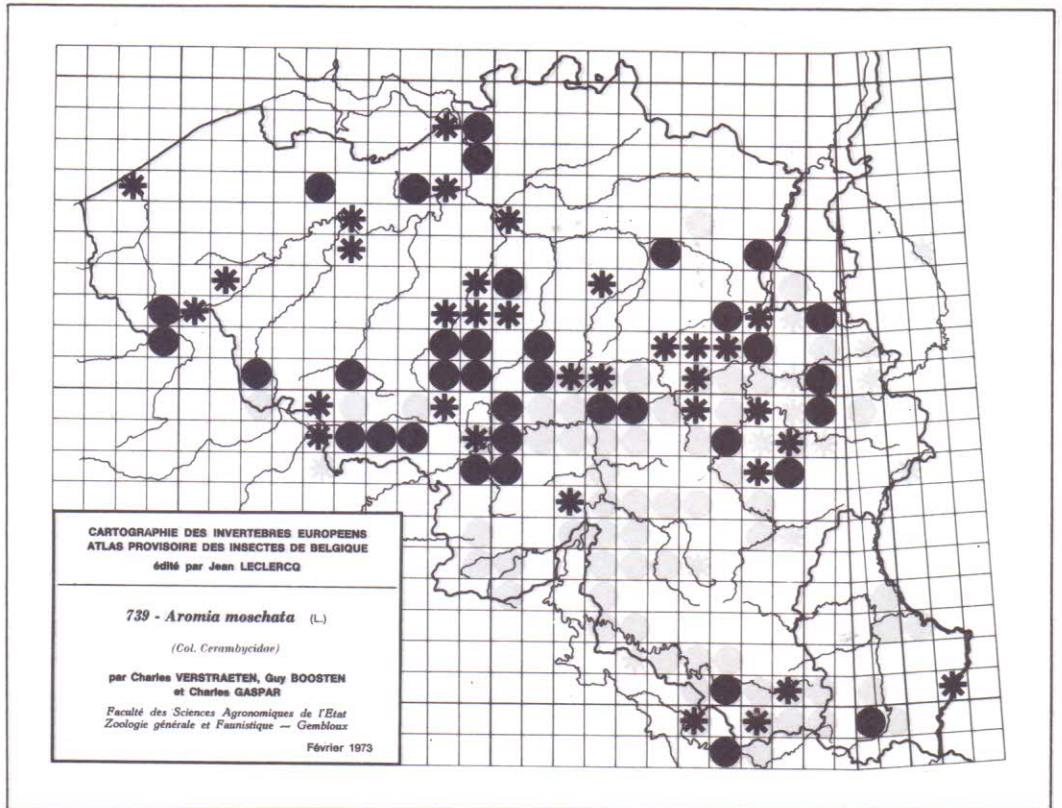 CARTOGRAPHIE DES INVERTEBRES EUROPEENS
ATLAS PROVISOIRE DES INSECTES DE BELGIQUE
édité par Jean LECLERCQ
739 - Aromia moschata (L.)
(Col. Cerambycidae)
par Charles VERSTRAETEN, Guy BOOSTEN
et Charles GASPAR
Faculté des Sciences Agronomiques de l'Etat
Zoologie générale et Faunistique — Gembloux
Février 1973